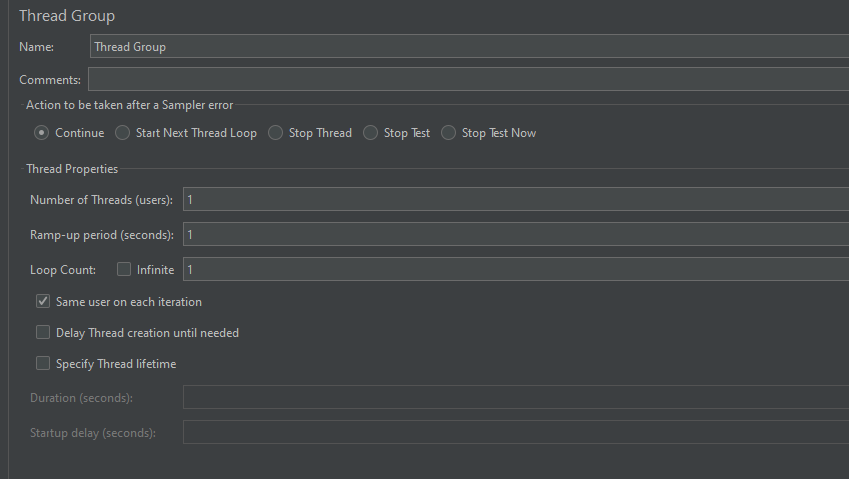 Thread Group
Name: Thread Group
Comments:
Action to be taken after a Sampler error
Continue Start Next Thread Loop Stop Thread Stop Test Stop Test Now
Thread Properties
Number of Threads (users): 1
Ramp-up period (seconds): 1
Loop Count: Infinite 1
Same user on each iteration
Delay Thread creation until needed
Specify Thread lifetime
Duration (seconds):
Startup delay (seconds):